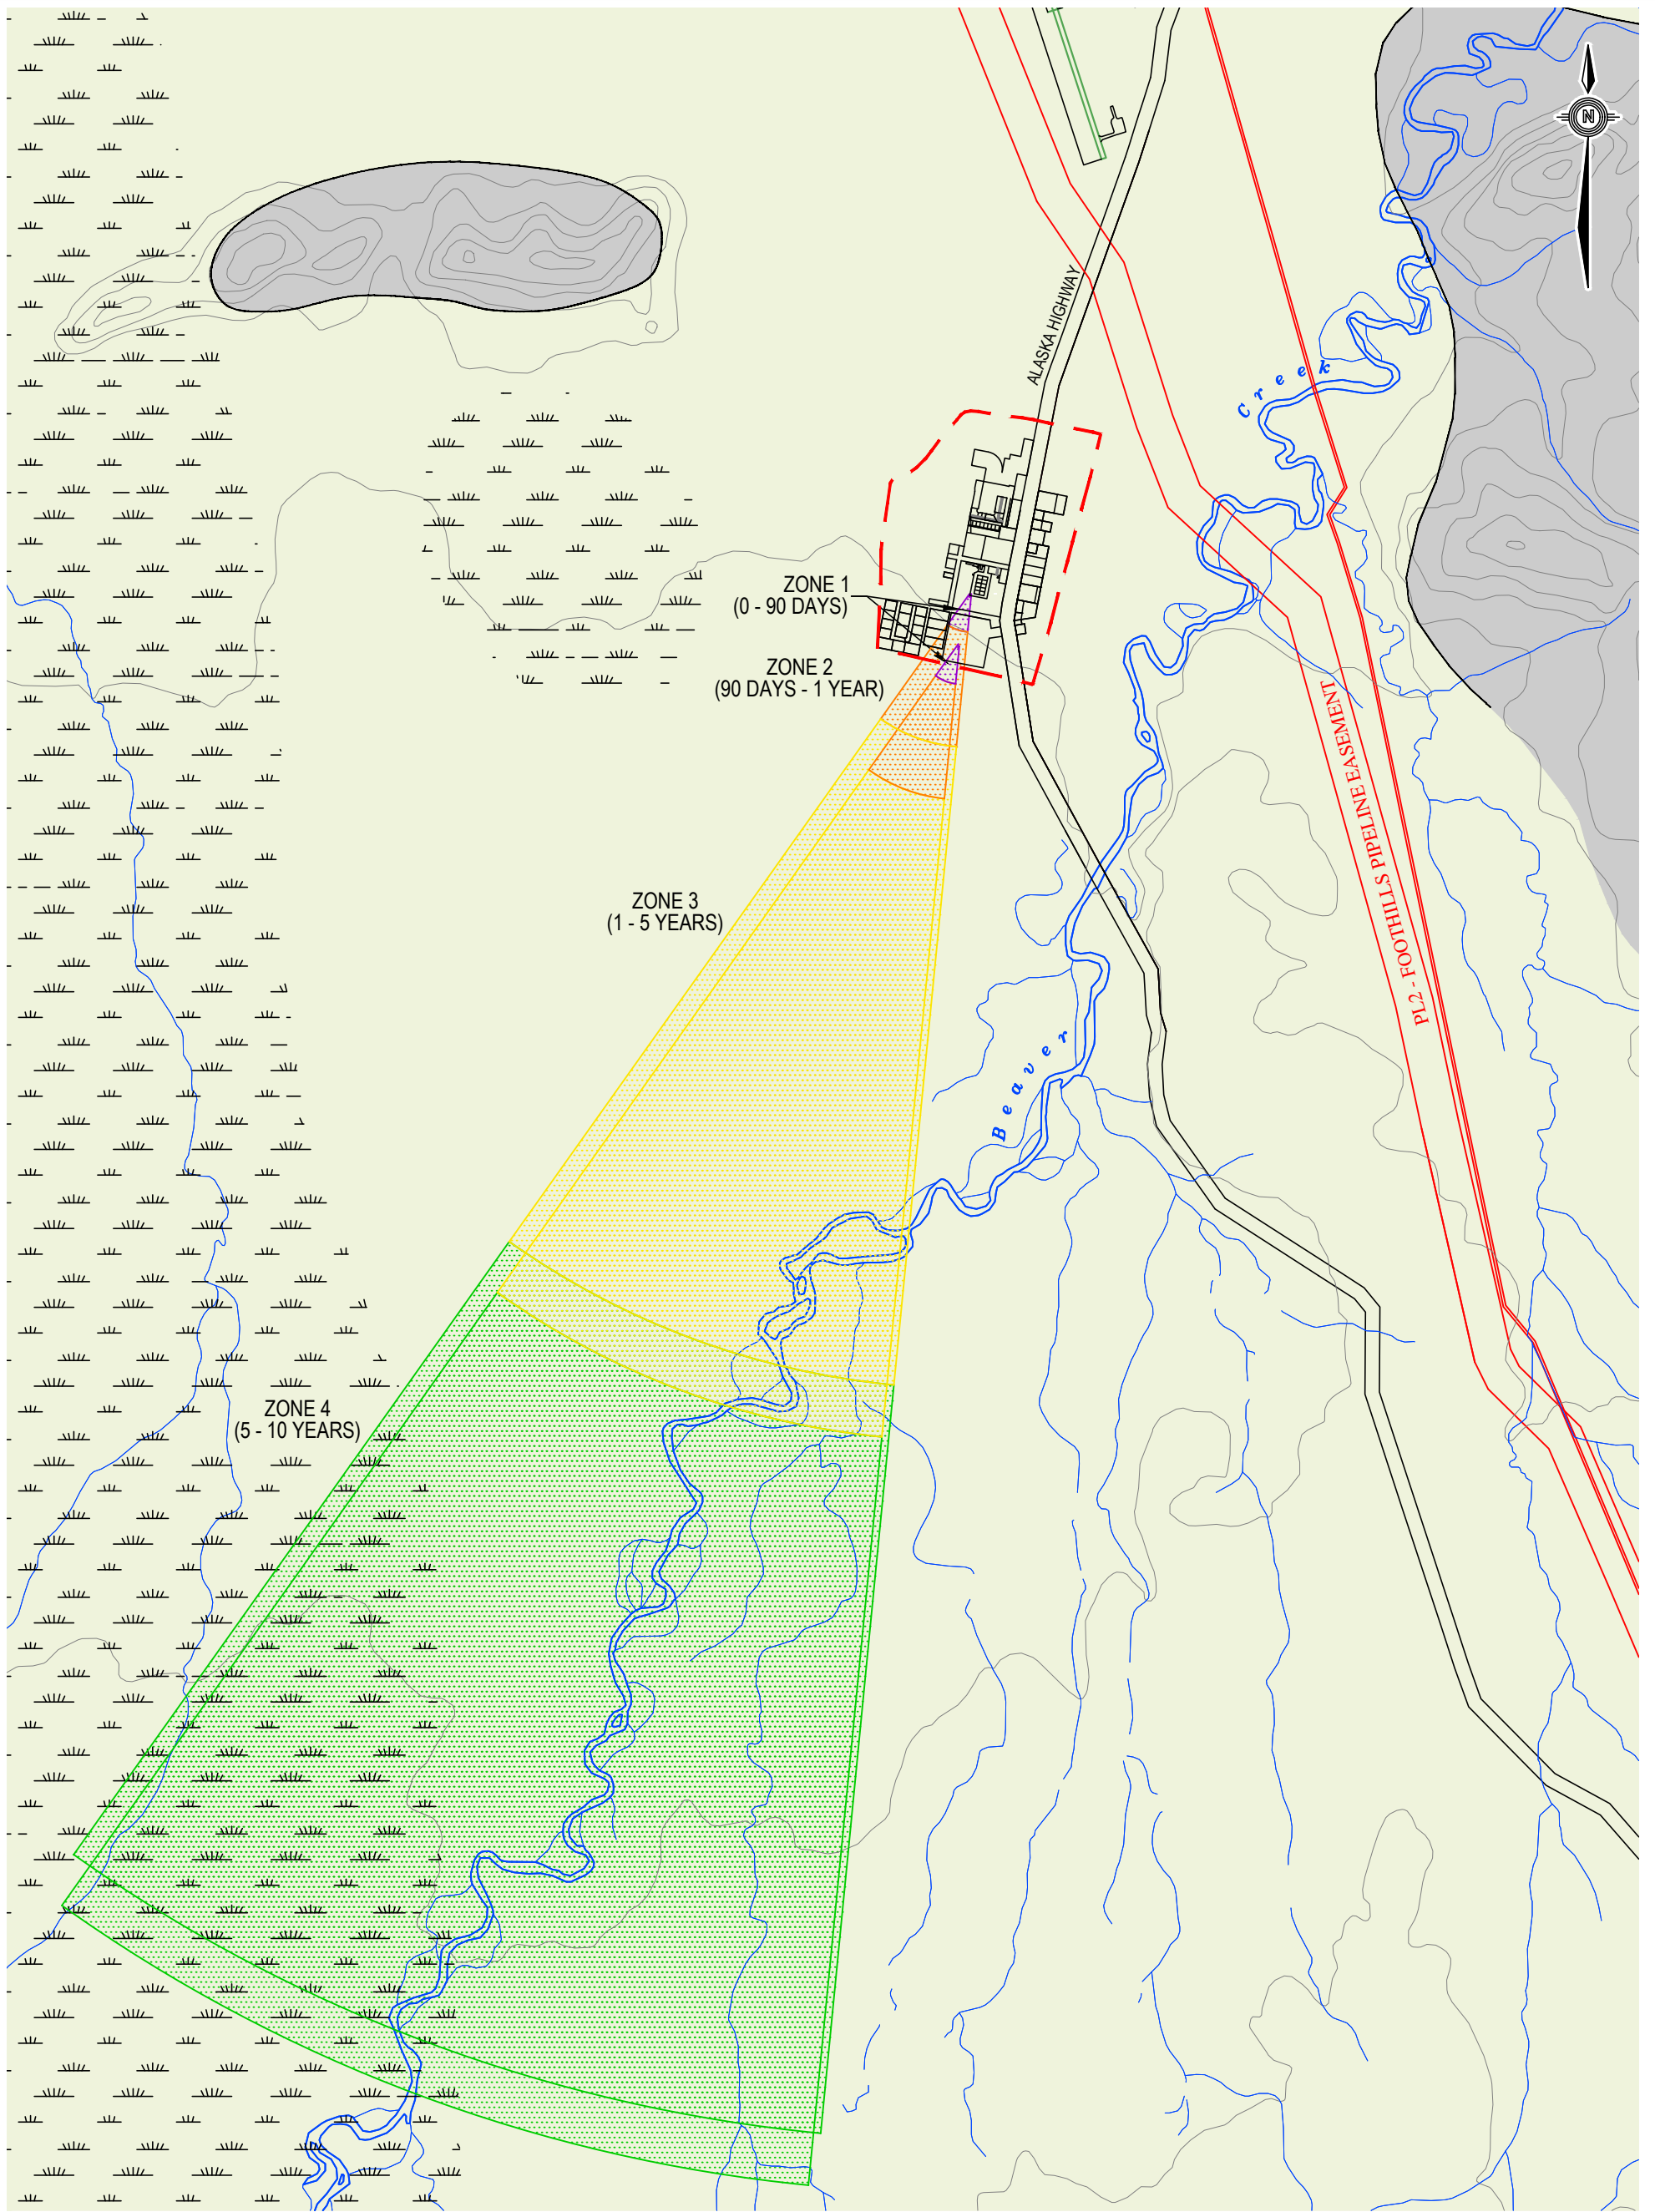 N
ALASKA HIGHWAY
Creek
ZONE 1
(0 - 90 DAYS)
ZONE 2
(90 DAYS - 1 YEAR)
PL2 - FOOTHILLS PIPELINE EASEMENT
ZONE 3
(1 - 5 YEARS)
Beaver
ZONE 4
(5 - 10 YEARS)